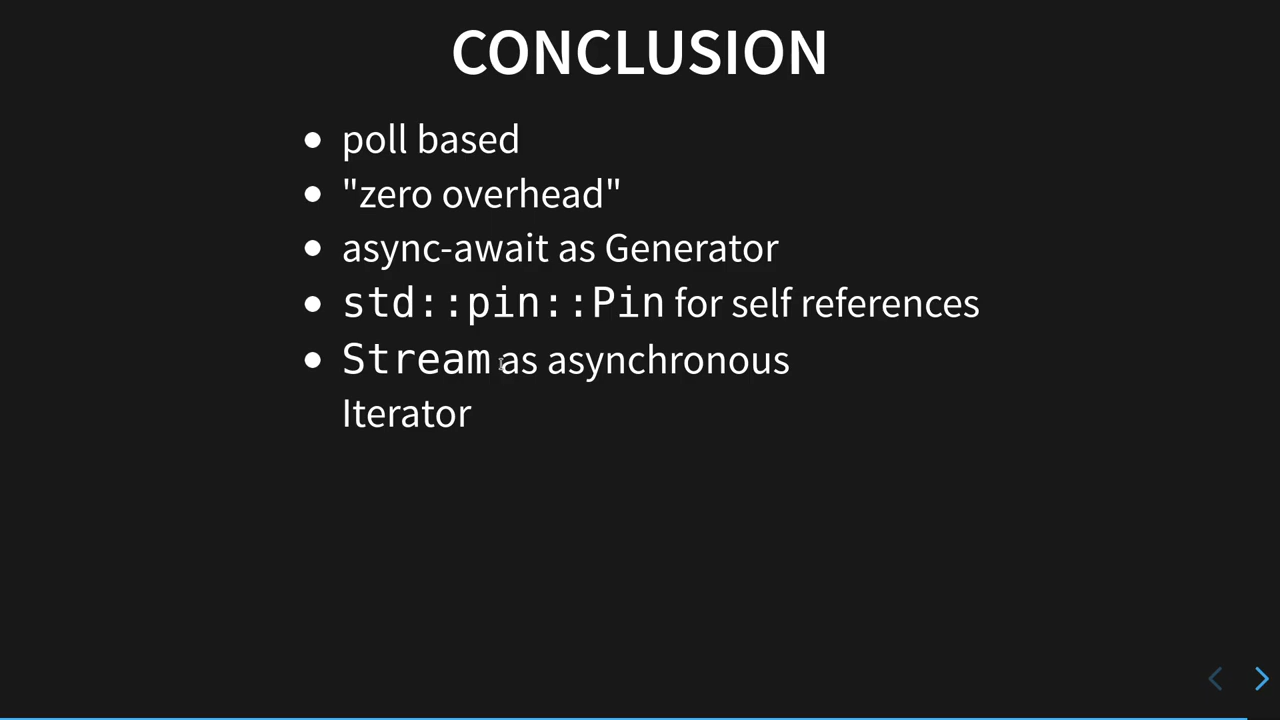 CONCLUSION
poll based
"zero overhead"
async-await as Generator
std::pin::Pin for self references
Stream as asynchronous
Iterator